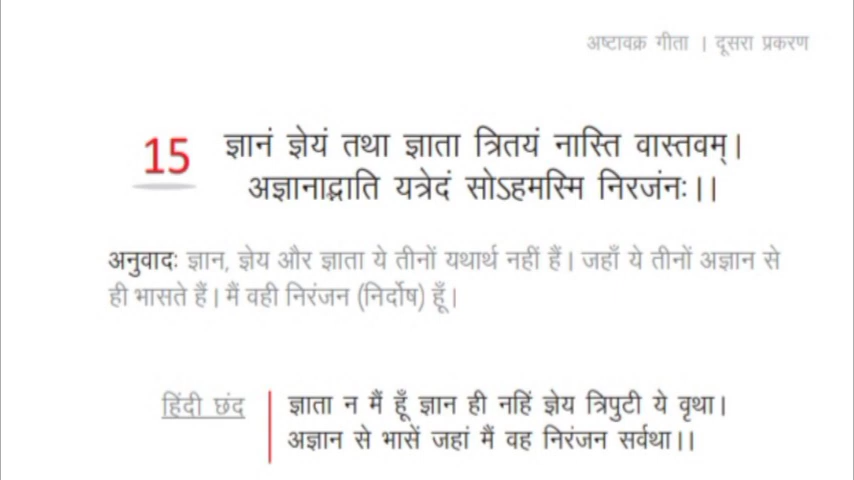 अष्टावक्र गीता । दूसरा प्रकरण
15 ज्ञानं ज्ञेयं तथा ज्ञाता त्रितयं नास्ति वास्तवम्।
अज्ञानाद्भाति यत्रेदं सोऽहमस्मि निरजंनः।।
अनुवादः ज्ञान, ज्ञेय और ज्ञाता ये तीनों यथार्थ नहीं हैं। जहाँ ये तीनों अज्ञान से
ही भासते हैं। मैं वही निरंजन (निर्दोष) हूँ।
हिंदी छंद ज्ञाता न मैं हूँ ज्ञान ही नहिं ज्ञेय त्रिपुटी ये वृथा।
अज्ञान से भासें जहां मैं वह निरंजन सर्वथा।।